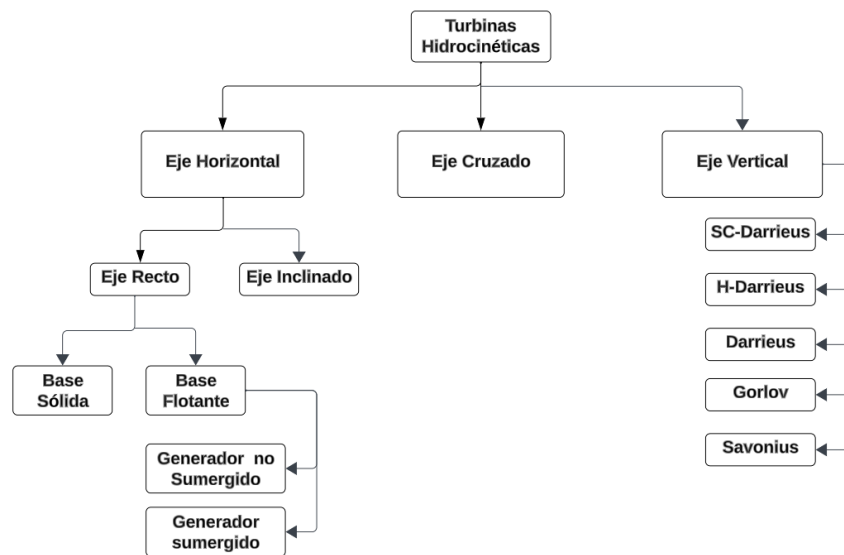 Turbinas
Hidrocinéticas
Eje Horizontal
Eje Cruzado
Eje Vertical
SC-Darrieus
Eje Recto
Eje Inclinado
H-Darrieus
Darrieus
Base
Sólida
Base
Flotante
Gorlov
Savonius
Generador no
Sumergido
Generador
sumergido